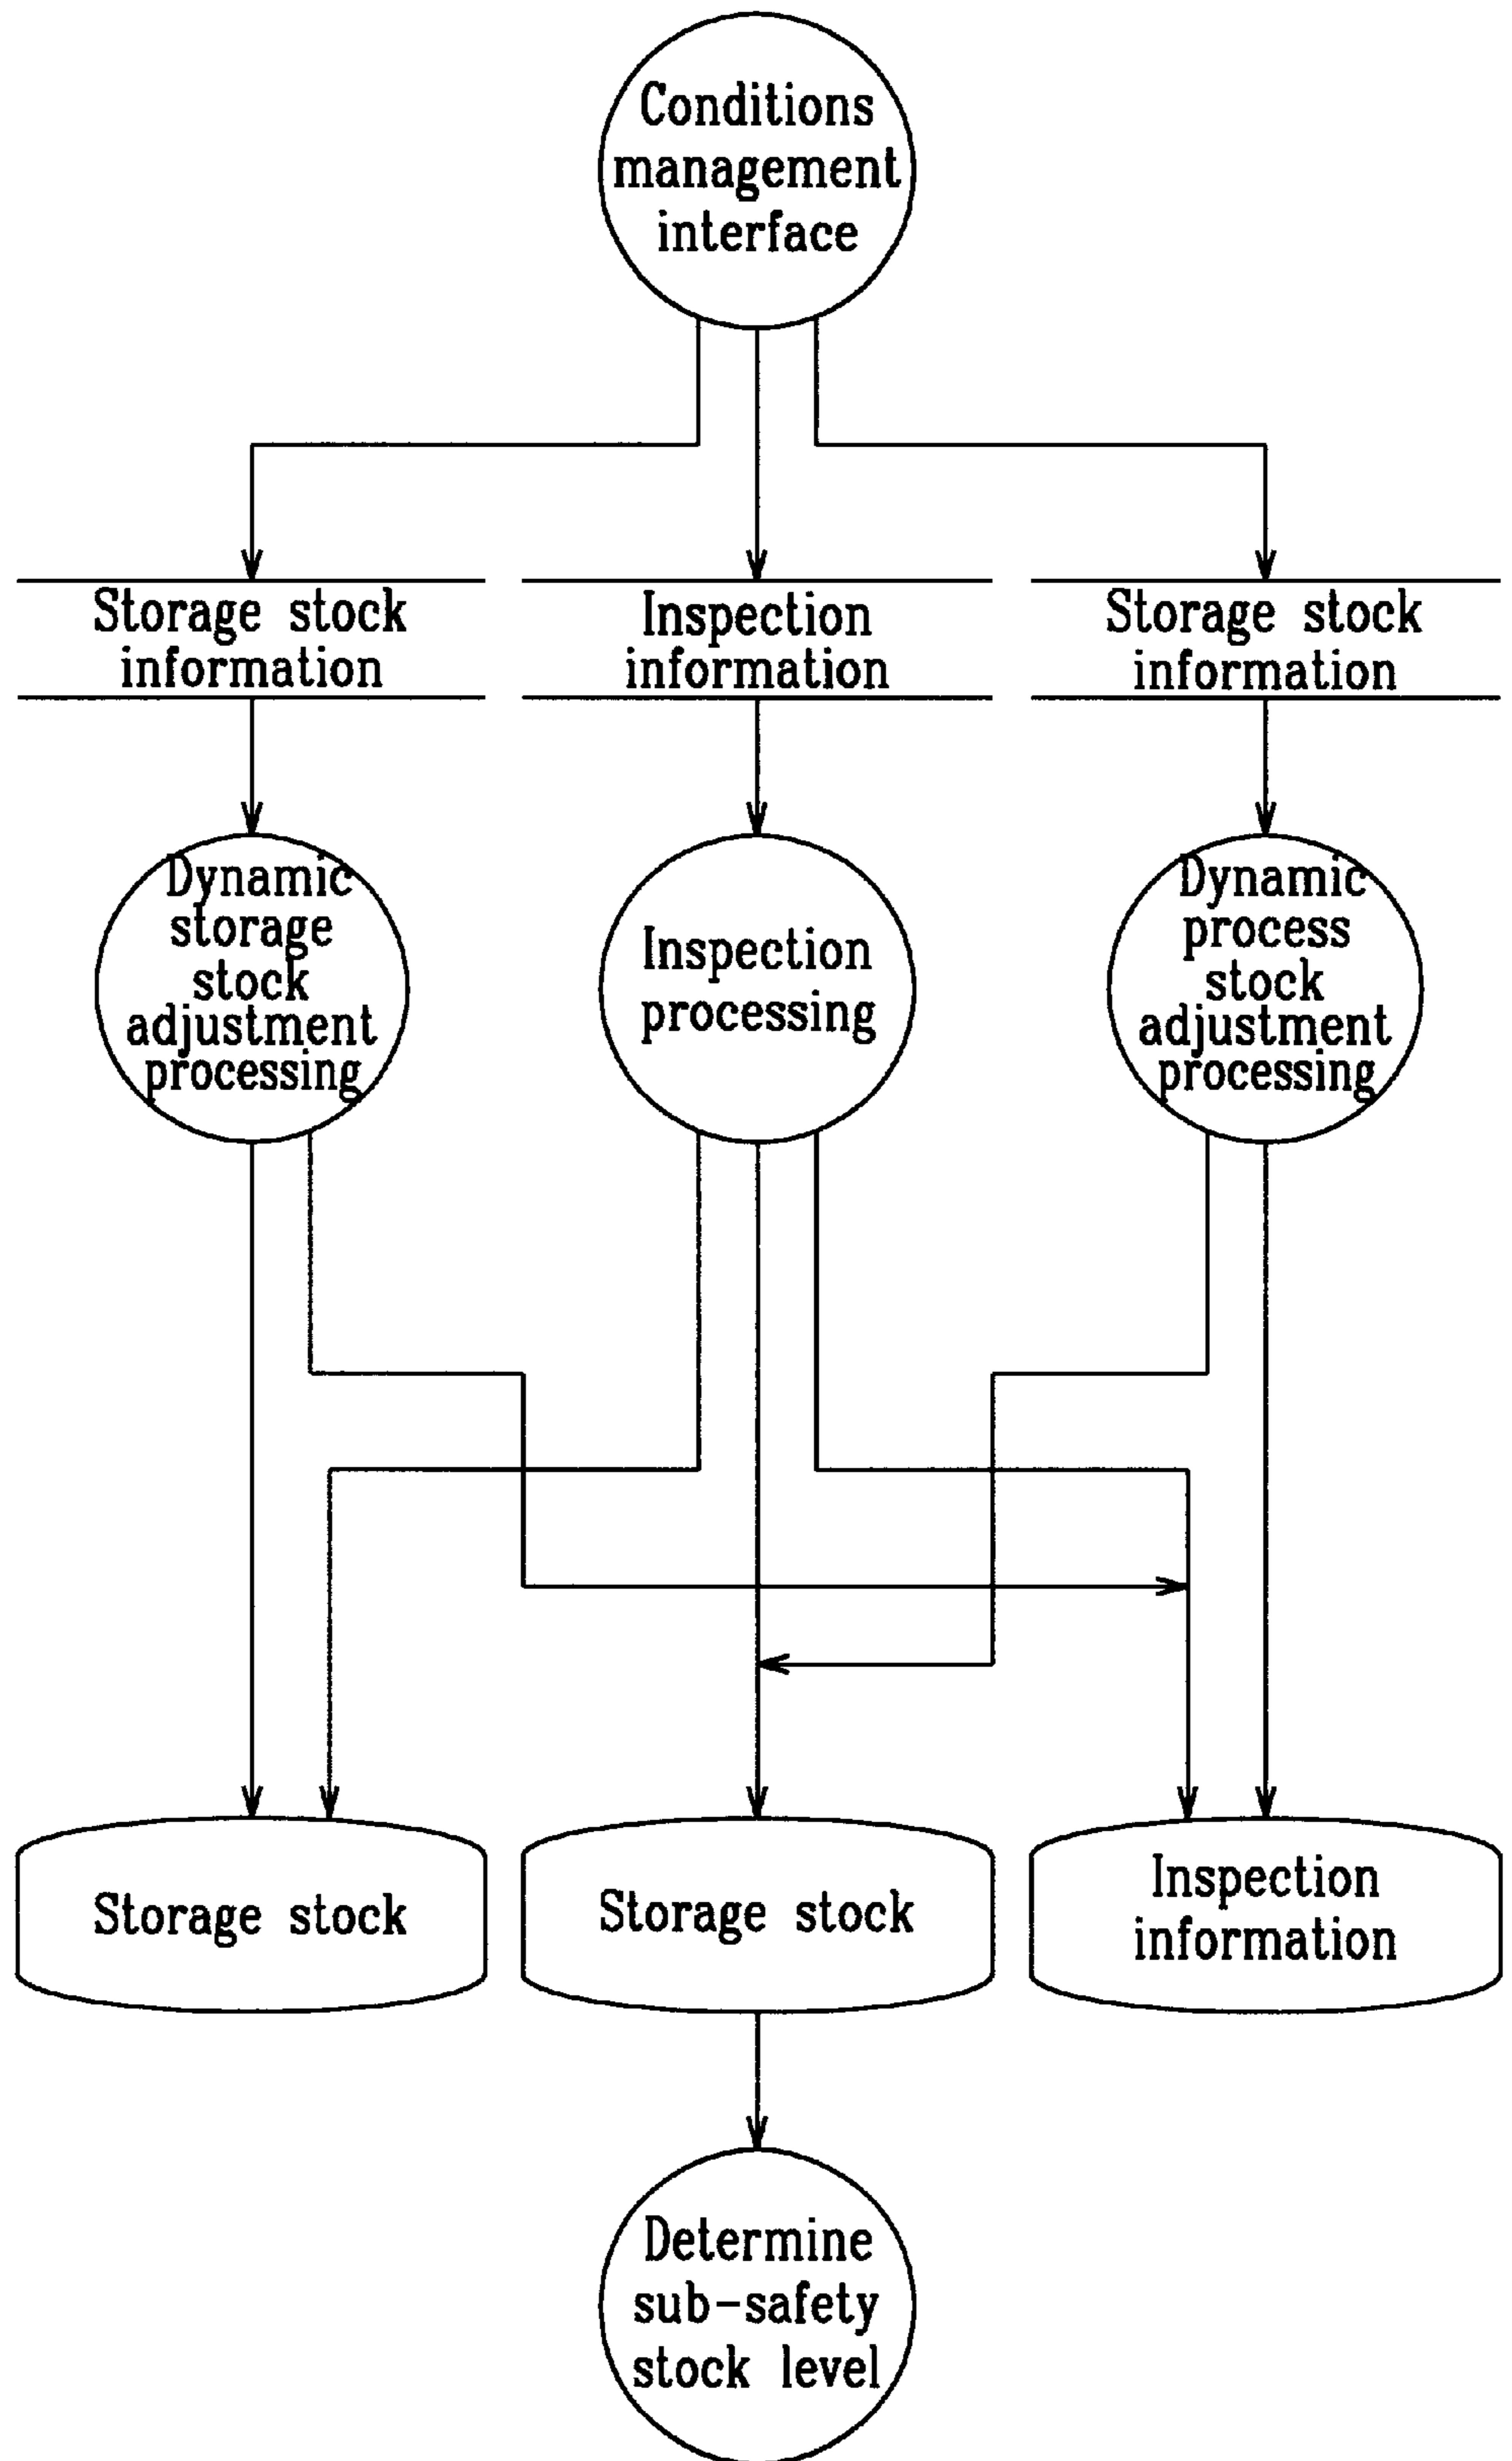 Conditions
management
interface
Storage stock
information
Inspection
information
Storage stock
information
Dynamic
storage
stock
adjustment
processing
Inspection
processing
Dynamic
process
stock
adjustment
processing
Storage stock
Storage stock
Inspection
information
Determine
sub-safety
stock level